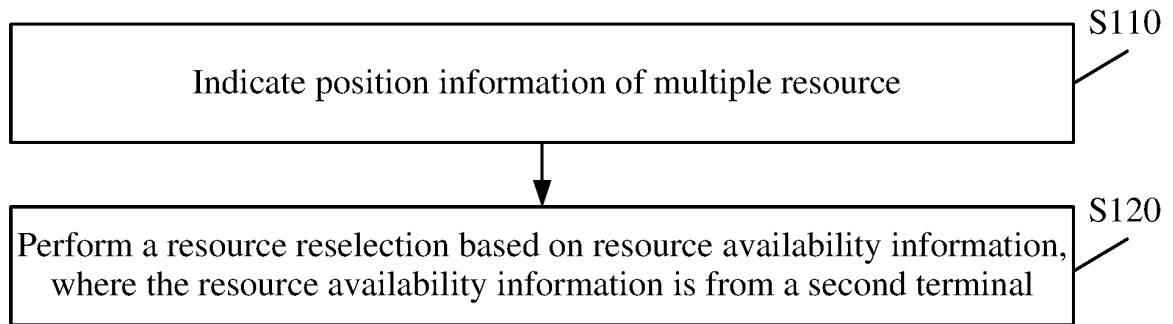 S110
Indicate position information of multiple resource
S120
Perform a resource reselection based on resource availability information,
where the resource availability information is from a second terminal